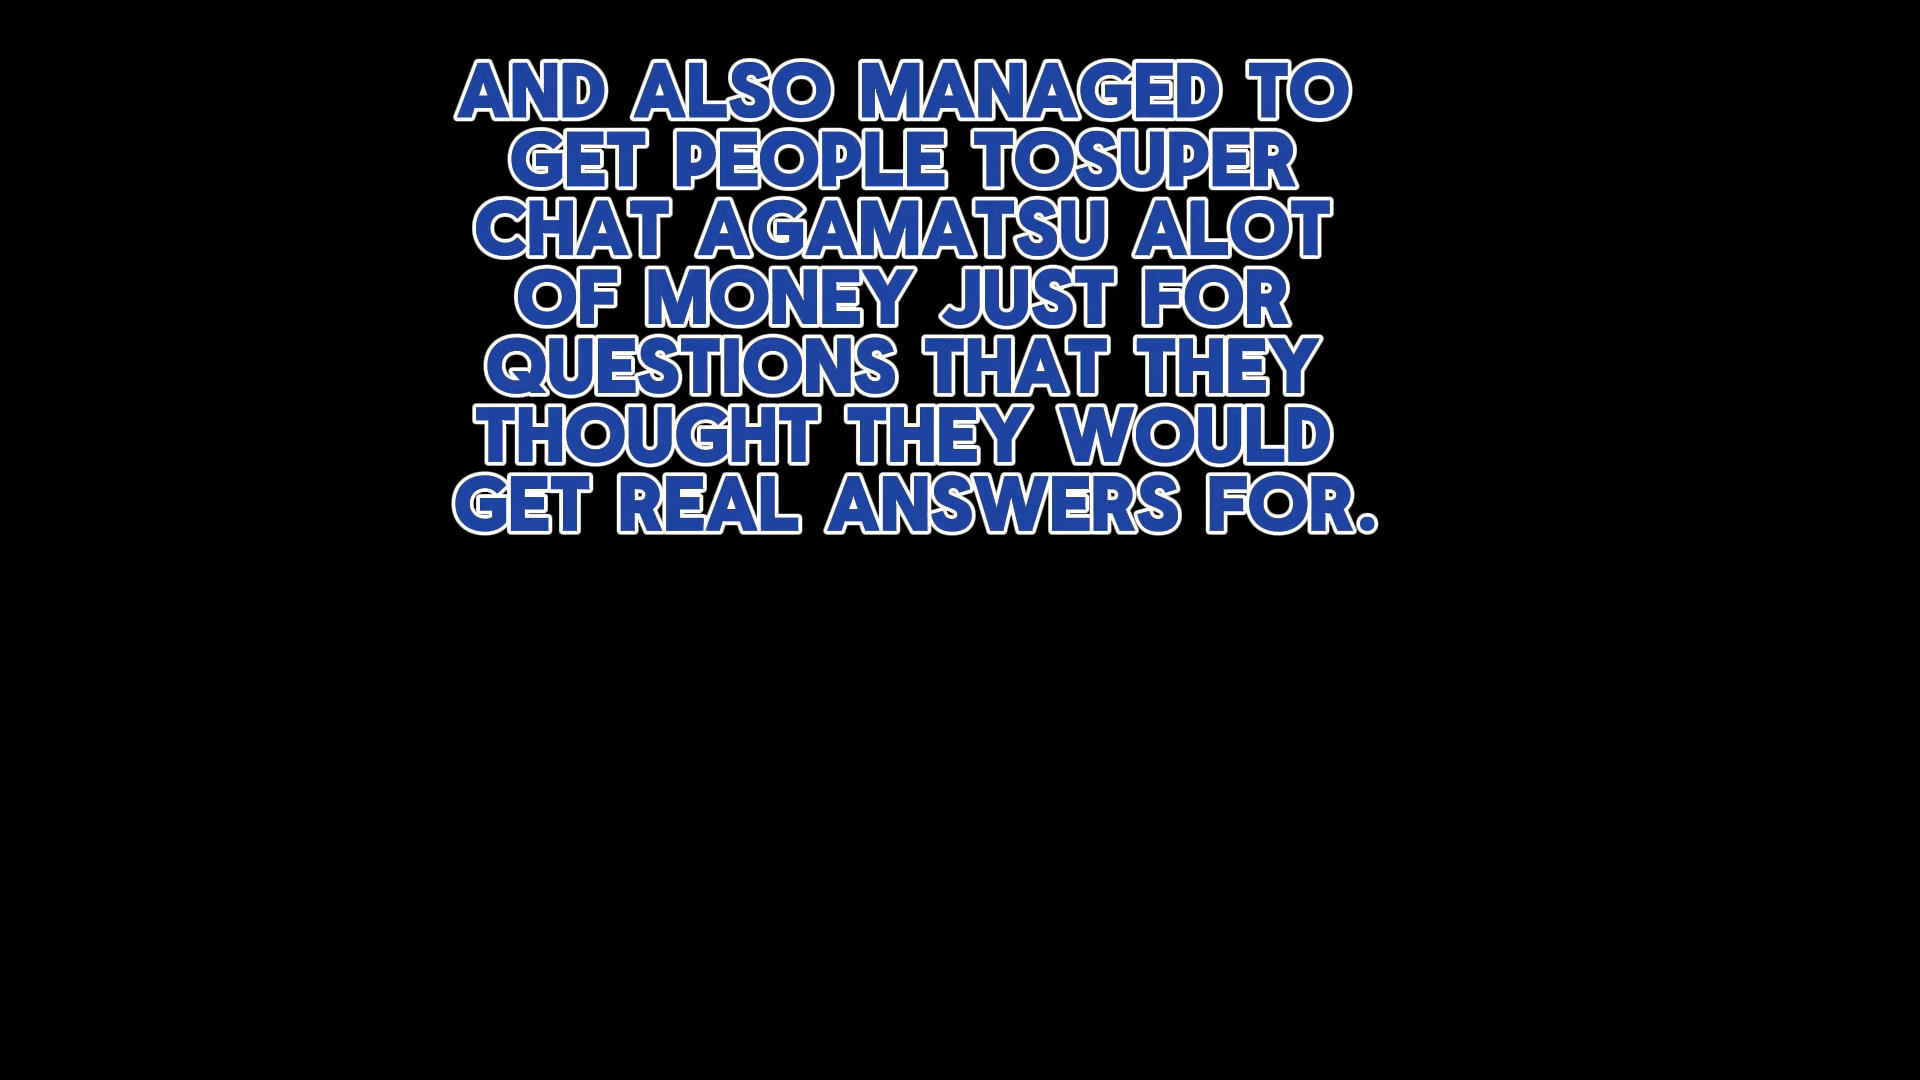 AND ALSO MANAGED TO
GET PEOPLE TOSUPER
CHAT AGAMATSU ALOT
OF MONEY JUST FOR
QUESTIONS THAT THEY
THOUGHT THEY WOULD
GET REAL ANSWERS FOR.